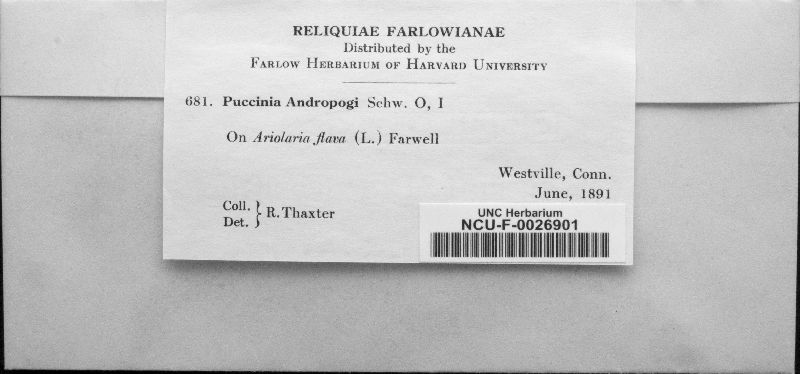 RELIQUIAE FARLOWIANAE
Distributed by the
FARLOW HERBARIUM OF HARVARD UNIVERSITY
681. Puccinia Andropogi Schw. O, I
On Ariolaria flava (L.) Farwell
Westville, Conn.
June, 1891
Coll.
Det. } R. Thaxter
UNC Herbarium
NCU-F-0026901